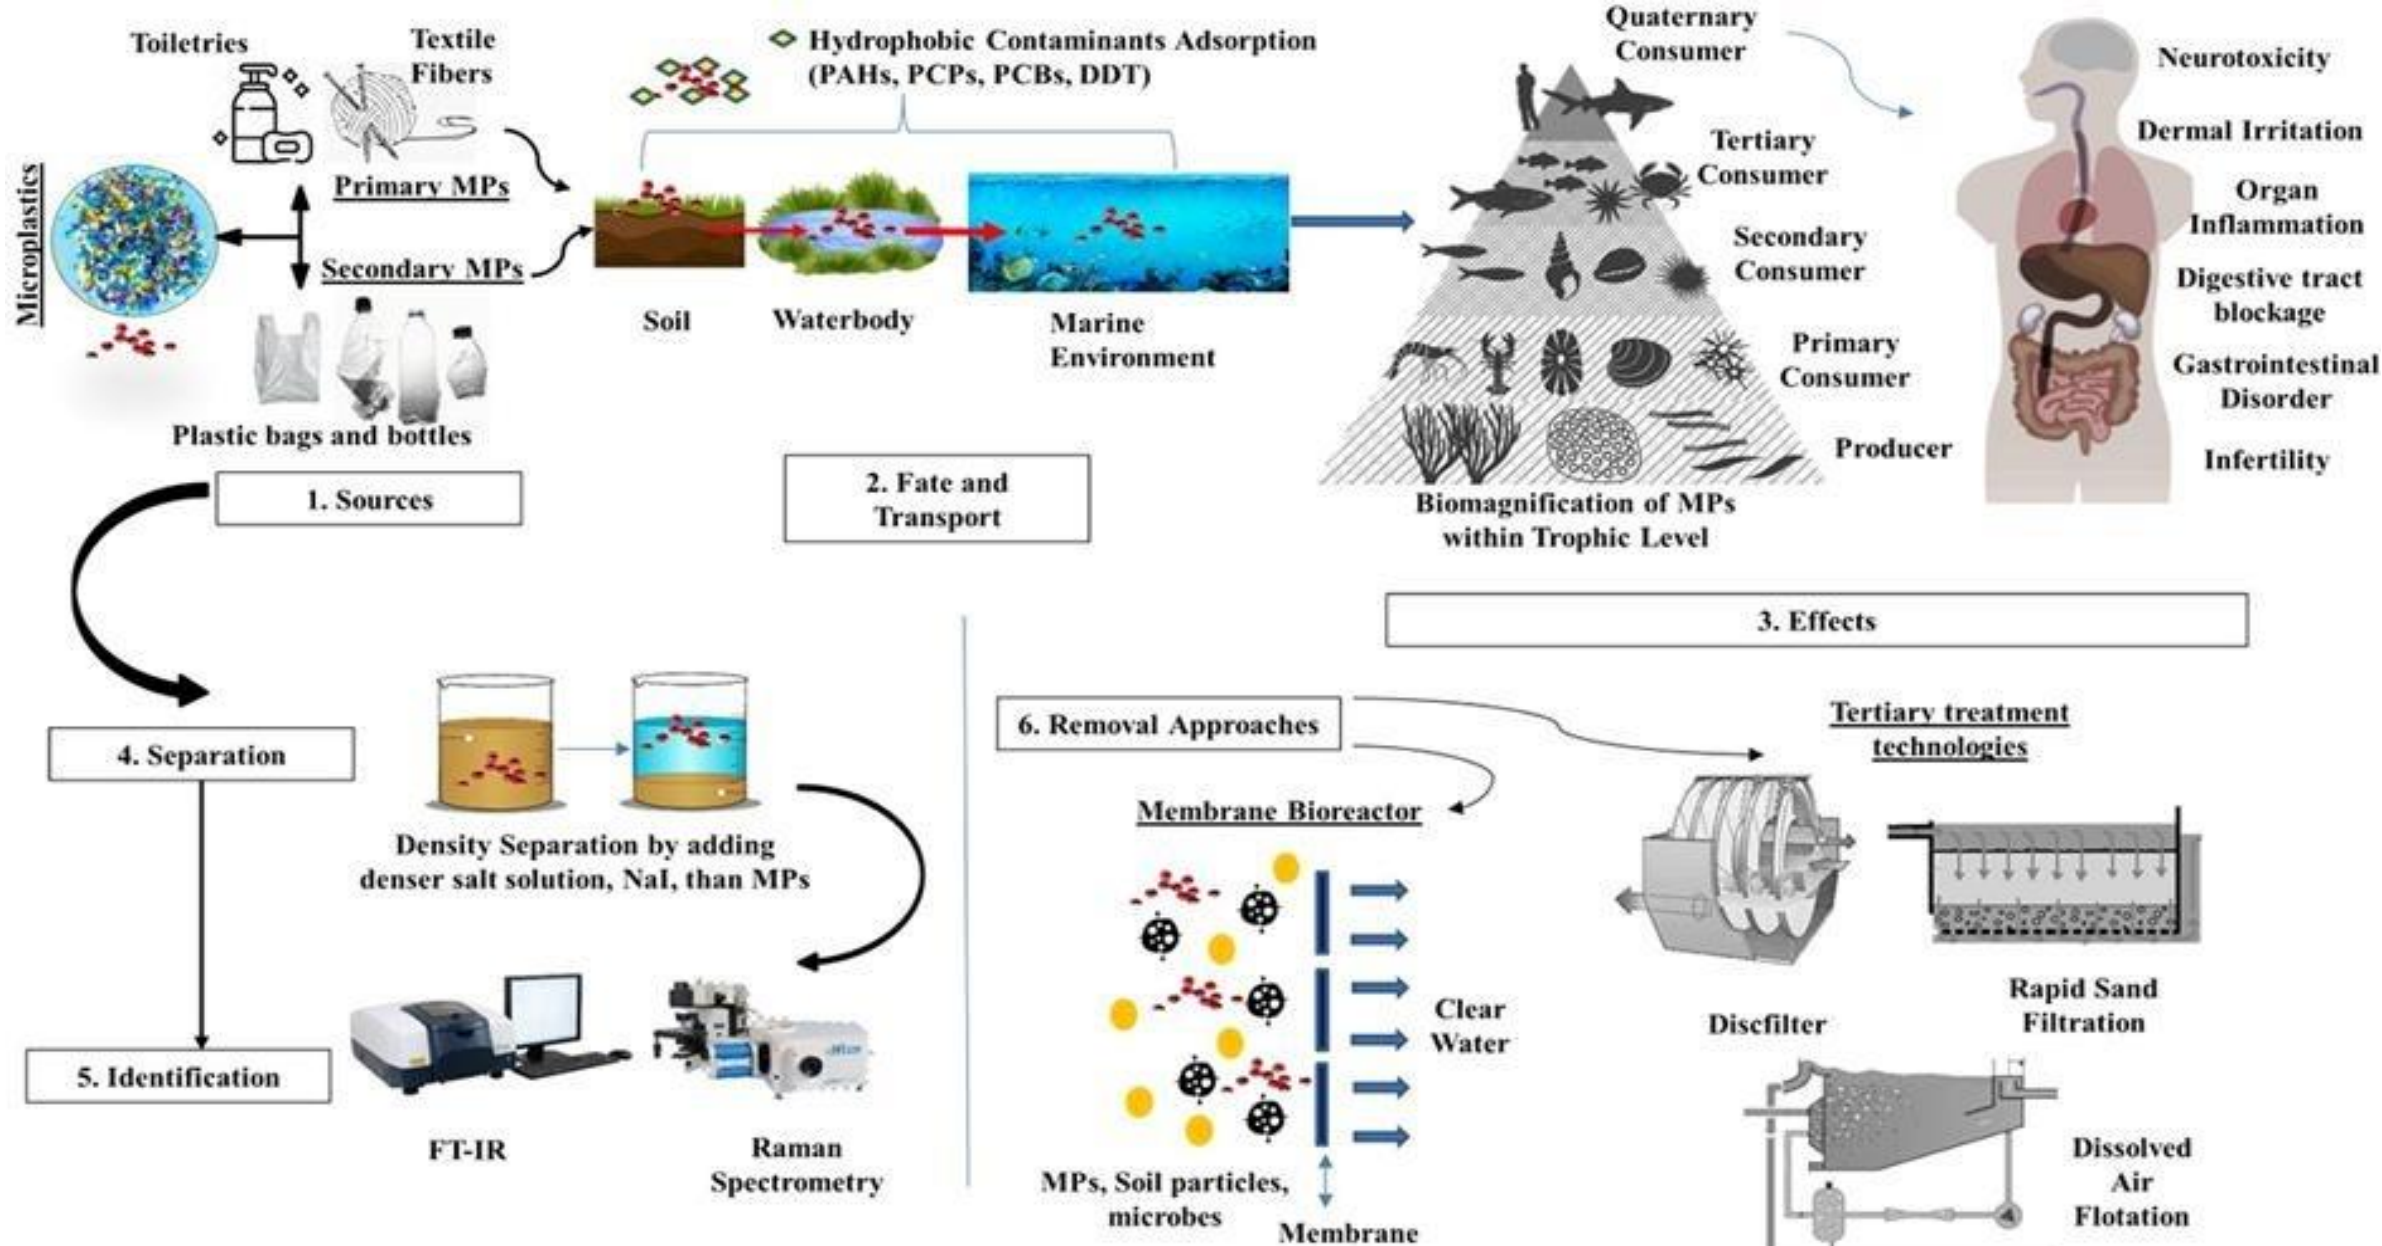 Toiletries
Textile
Fibers
Microplastics
Primary MPs
Secondary MPs
Plastic bags and bottles
1. Sources
Hydrophobic Contaminants Adsorption
(PAHs, PCPs, PCBs, DDT)
Soil
Waterbody
Marine
Environment
2. Fate and
Transport
Quaternary
Consumer
Tertiary
Consumer
Secondary
Consumer
Primary
Consumer
Producer
Biomagnification of MPs
within Trophic Level
Neurotoxicity
Dermal Irritation
Organ
Inflammation
Digestive tract
blockage
Gastrointestinal
Disorder
Infertility
3. Effects
4. Separation
Density Separation by adding
denser salt solution, NaI, than MPs
5. Identification
FT-IR
Raman
Spectrometry
6. Removal Approaches
Membrane Bioreactor
Clear
Water
MPs, Soil particles,
microbes
Membrane
Tertiary treatment
technologies
Discfilter
Rapid Sand
Filtration
Dissolved
Air
Flotation